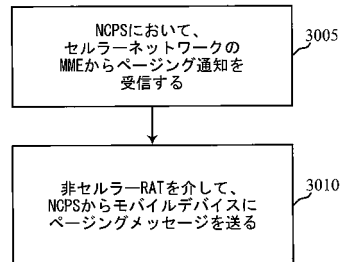 NCPSにおいて、
セルラーネットワークの
MMEからページング通知を
受信する
3005
非セルラーRATを介して、
NCPSからモバイルデバイスに
ページングメッセージを送る
3010